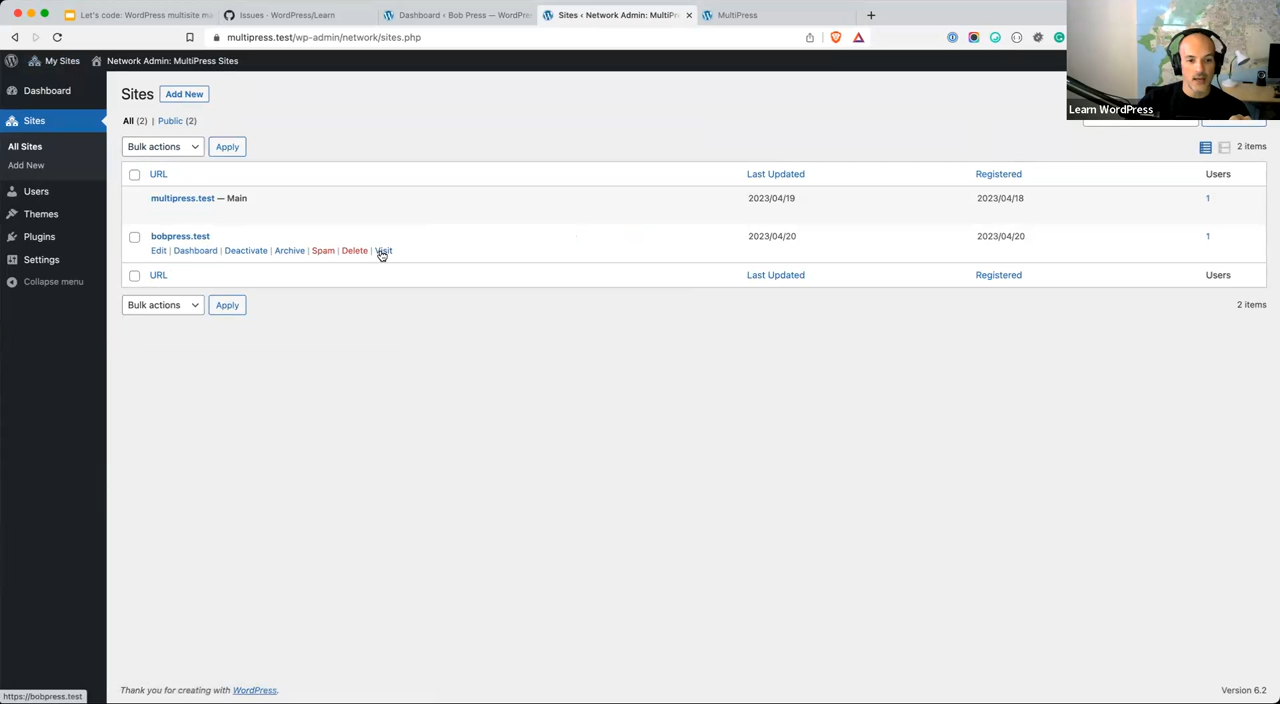 Let's code: WordPress multisite m
Issues · WordPress/Learn
Dashboard ‹ Bob Press — WordPre
Sites ‹ Network Admin: MultiPr
MultiPress
multipress.test/wp-admin/network/sites.php
My Sites
Network Admin: MultiPress Sites
Learn WordPress
Dashboard
Sites
All Sites
Add New
Users
Themes
Plugins
Settings
Collapse menu
Sites Add New
All (2) | Public (2)
Bulk actions Apply 2 items
URL Last Updated Registered Users
multipress.test — Main 2023/04/19 2023/04/18 1
bobpress.test 2023/04/20 2023/04/20 1
Edit | Dashboard | Deactivate | Archive | Spam | Delete | Visit
URL Last Updated Registered Users
Bulk actions Apply 2 items
Thank you for creating with WordPress. Version 6.2
https://bobpress.test